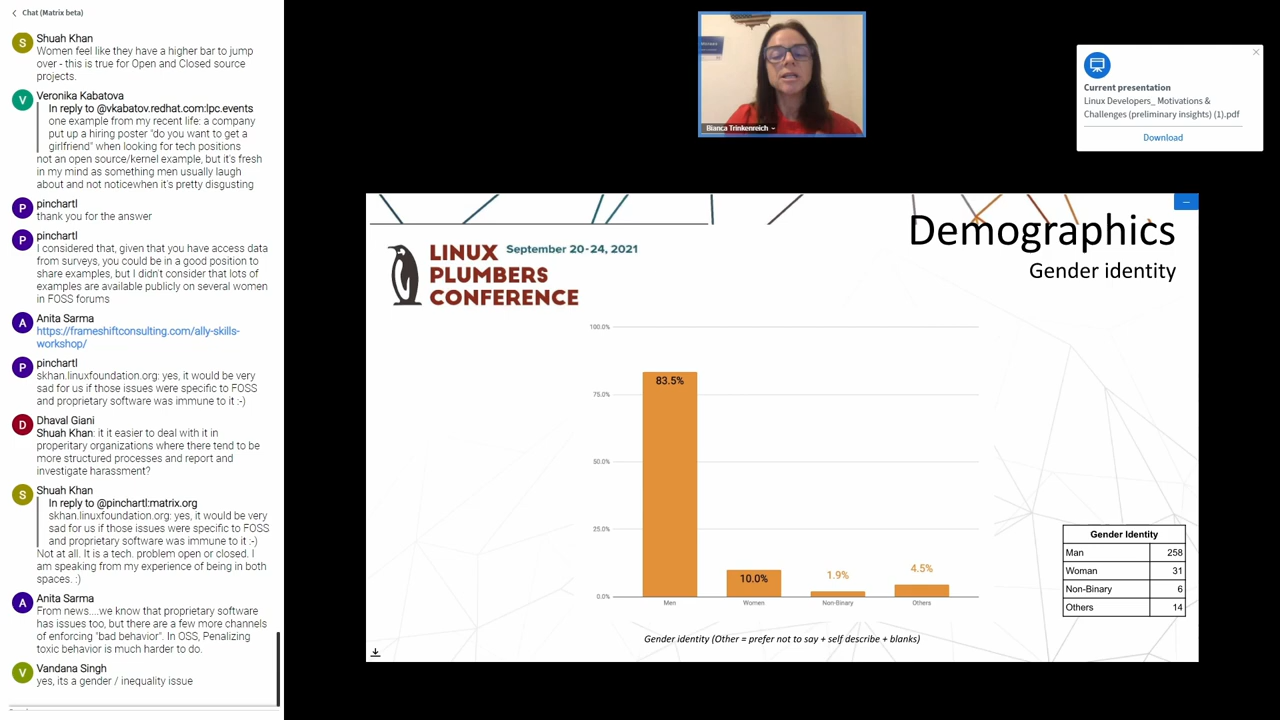 Chat (Matrix beta)
S
Shuah Khan
Women feel like they have a higher bar to jump
over - this is true for Open and Closed source
projects.
V
Veronika Kabatova
In reply to @vkabatov.redhat.com:lpc.events
one example from my recent life: a company
put up a hiring poster "do you want to get a
girlfriend" when looking for tech positions
not an open source/kernel example, but it's fresh
in my mind as something men usually laugh
about and not noticewhen it's pretty disgusting
P
pinchartl
thank you for the answer
P
pinchartl
I considered that, given that you have access data
from surveys, you could be in a good position to
share examples, but I didn't consider that lots of
examples are available publicly on several women
in FOSS forums
A
Anita Sarma
https://frameshiftconsulting.com/ally-skills-
workshop/
P
pinchartl
skhan.linuxfoundation.org: yes, it would be very
sad for us if those issues were specific to FOSS
and proprietary software was immune to it :-)
D
Dhaval Giani
Shuah Khan: it it easier to deal with it in
properitary organizations where there tend to be
more structured processes and report and
investigate harassment?
S
Shuah Khan
In reply to @pinchartl:matrix.org
skhan.linuxfoundation.org: yes, it would be very
sad for us if those issues were specific to FOSS
and proprietary software was immune to it :-)
Not at all. It is a tech. problem open or closed. I
am speaking from my experience of being in both
spaces. :)
A
Anita Sarma
From news....we know that proprietary software
has issues too, but there are a few more channels
of enforcing "bad behavior". In OSS, Penalizing
toxic behavior is much harder to do.
V
Vandana Singh
yes, its a gender / inequality issue
Bianca Trinkenreich
Current presentation
Linux Developers_ Motivations &
Challenges (preliminary insights) (1).pdf
Download
Demographics
Gender identity
LINUX September 20-24, 2021
PLUMBERS
CONFERENCE
100.0%
75.0%
50.0%
25.0%
0.0%
83.5%
10.0%
1.9%
4.5%
Men Women Non-Binary Others
Gender identity (Other = prefer not to say + self describe + blanks)
Gender Identity
Man 258
Woman 31
Non-Binary 6
Others 14